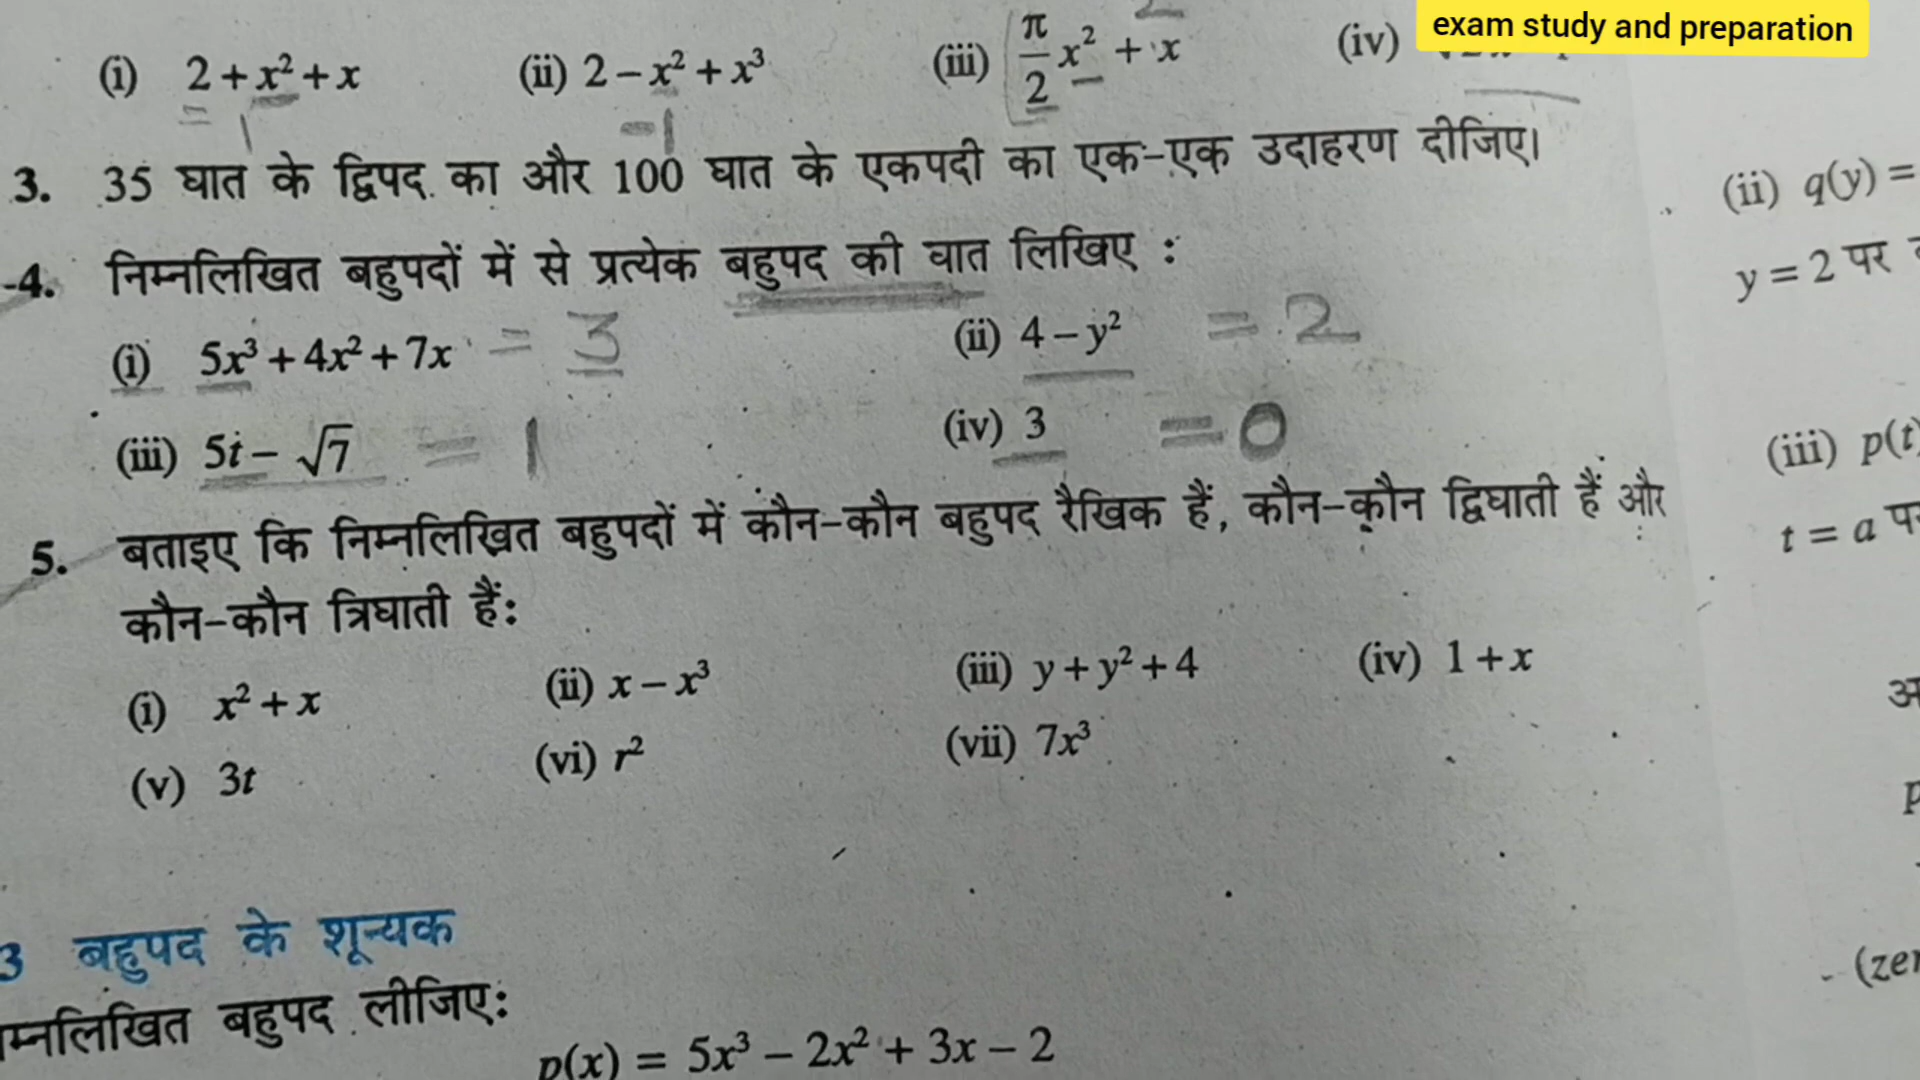 exam study and preparation
(i) 2 + x² + x (ii) 2 – x² + x³ (iii) π/2 x² + x (iv)
= 1 -1
3. 35 घात के द्विपद का और 100 घात के एकपदी का एक-एक उदाहरण दीजिए।
4. निम्नलिखित बहुपदों में से प्रत्येक बहुपद की घात लिखिए :
(i) 5x³ + 4x² + 7x = 3 (ii) 4 – y² = 2
(iii) 5t – √7 = 1 (iv) 3 = 0
5. बताइए कि निम्नलिखित बहुपदों में कौन-कौन बहुपद रैखिक हैं, कौन-कौन द्विघाती हैं और
कौन-कौन त्रिघाती हैं:
(i) x² + x (ii) x – x³ (iii) y + y² + 4 (iv) 1 + x
(v) 3t (vi) r² (vii) 7x³
3 बहुपद के शून्यक
म्नलिखित बहुपद लीजिए:
p(x) = 5x³ – 2x² + 3x – 2
(ii) q(y) =
y = 2 पर
(iii) p(t)
t = a
(zer